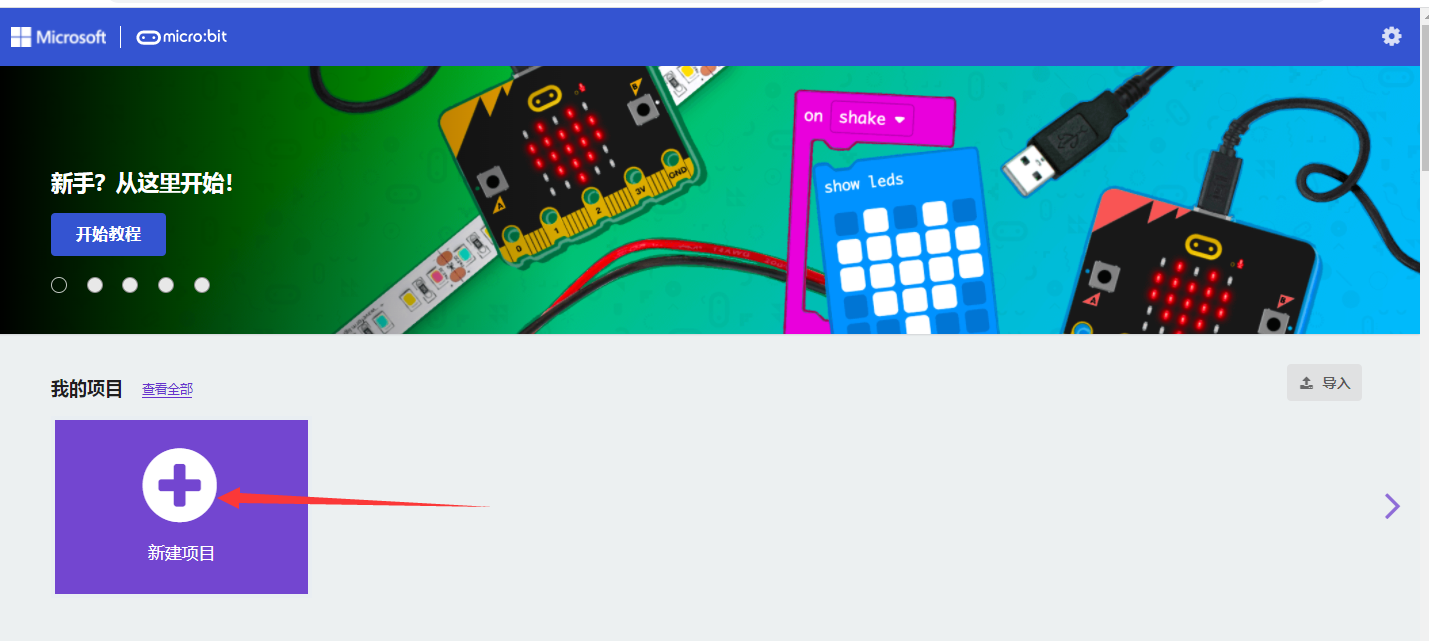 Microsoft micro:bit
on shake
show leds
新手？从这里开始！
开始教程
A
B
0 1 2 3V GND
A
B
我的项目 查看全部
导入
新建项目